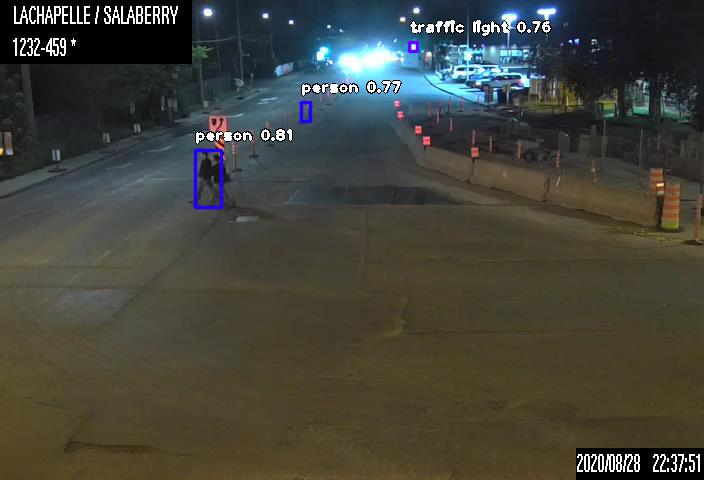 LACHAPELLE / SALABERRY
1232-459 *
traffic light 0.76
person 0.77
person 0.81
2020/08/28 22:37:51